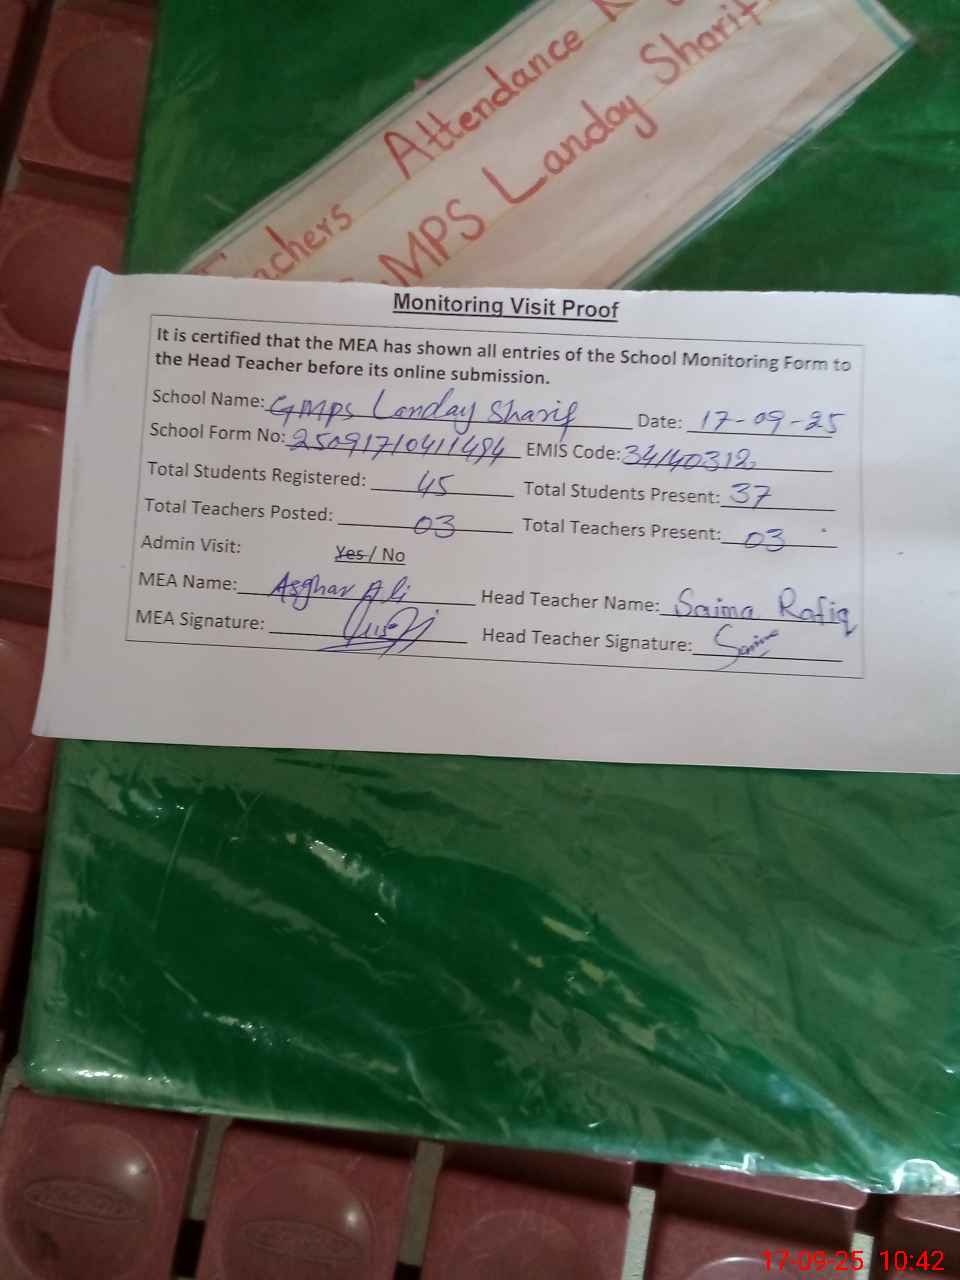 Teachers Attendance
GMPS Landay Sharif
Monitoring Visit Proof
It is certified that the MEA has shown all entries of the School Monitoring Form to
the Head Teacher before its online submission.
School Name: GMPS Landay Sharif Date: 17-09-25
School Form No: 25091710411494 EMIS Code: 34140312
Total Students Registered: 45 Total Students Present: 37
Total Teachers Posted: 03 Total Teachers Present: 03
Admin Visit: Yes / No
MEA Name: Asghar Ali Head Teacher Name: Saima Rafiq
MEA Signature: Head Teacher Signature: Saima
17-09-25 10:42